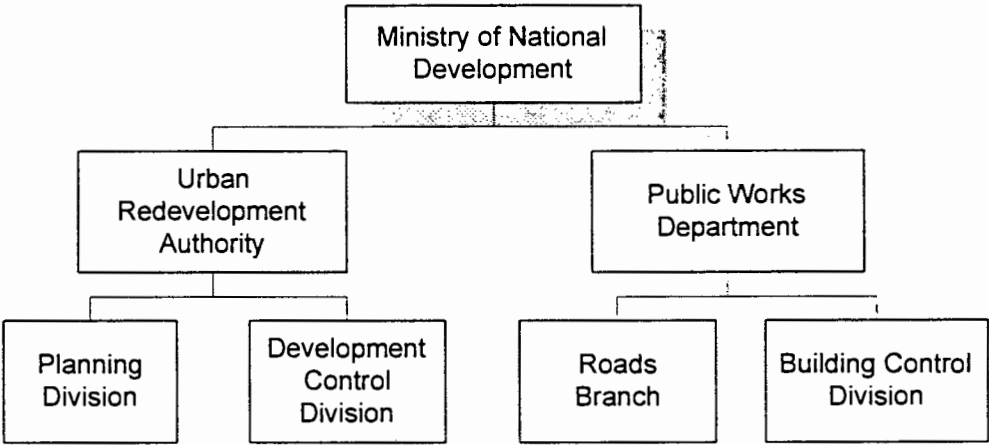 Ministry of National
Development
Urban
Redevelopment
Authority
Public Works
Department
Planning
Division
Development
Control
Division
Roads
Branch
Building Control
Division